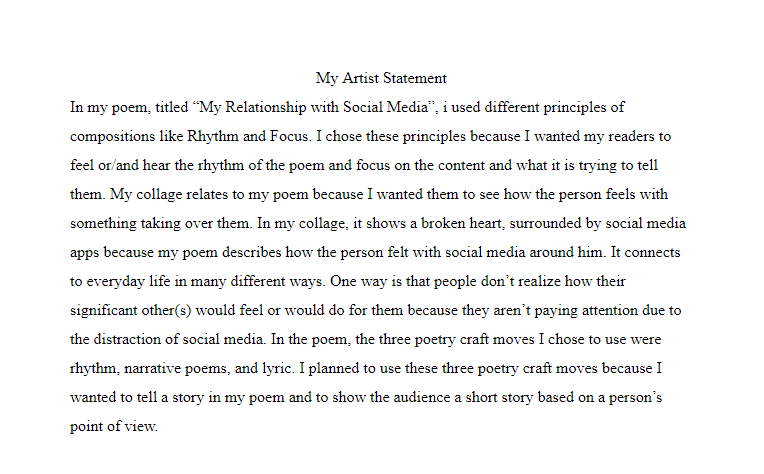 My Artist Statement
In my poem, titled “My Relationship with Social Media”, i used different principles of
compositions like Rhythm and Focus. I chose these principles because I wanted my readers to
feel or/and hear the rhythm of the poem and focus on the content and what it is trying to tell
them. My collage relates to my poem because I wanted them to see how the person feels with
something taking over them. In my collage, it shows a broken heart, surrounded by social media
apps because my poem describes how the person felt with social media around him. It connects
to everyday life in many different ways. One way is that people don’t realize how their
significant other(s) would feel or would do for them because they aren’t paying attention due to
the distraction of social media. In the poem, the three poetry craft moves I chose to use were
rhythm, narrative poems, and lyric. I planned to use these three poetry craft moves because I
wanted to tell a story in my poem and to show the audience a short story based on a person’s
point of view.